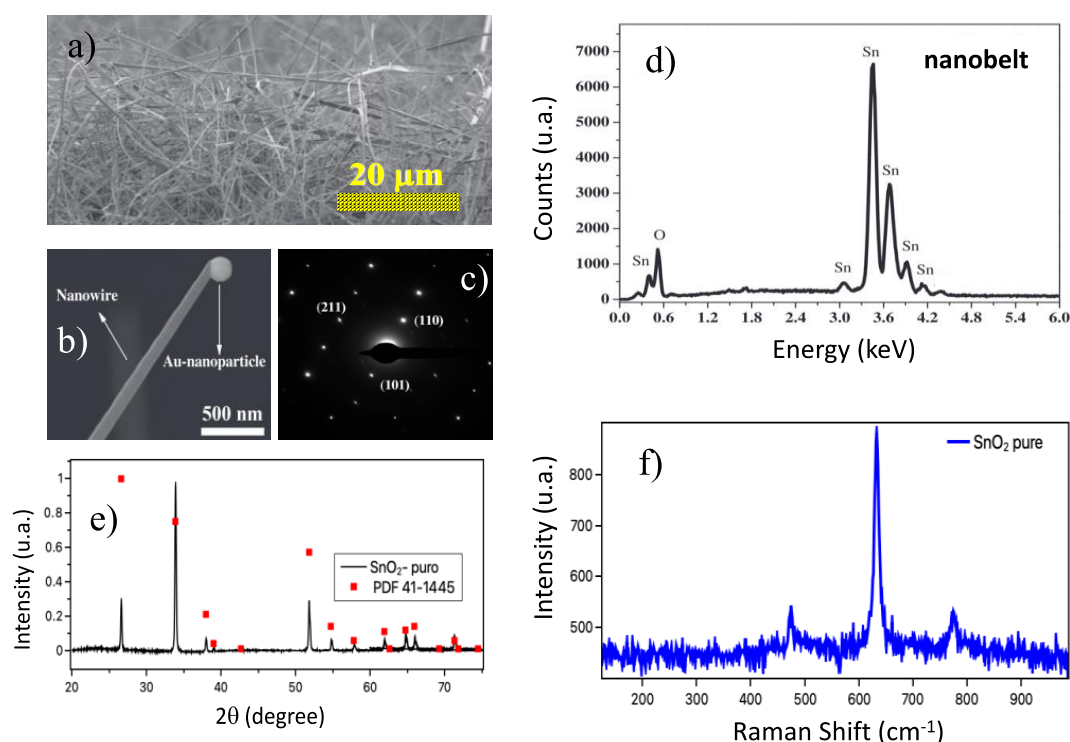 a)
20 μm
Nanowire
b)
Au-nanoparticle
500 nm
c)
(211)
(110)
(101)
d)
nanobelt
Sn
Sn
Sn
O
Sn
Sn
Sn
7000
6000
5000
4000
3000
2000
1000
0
0.0 0.6 1.2 1.8 2.4 3.0 3.6 4.2 4.8 5.4 6.0
Counts (u.a.)
Energy (keV)
e)
1
0.8
0.6
0.4
0.2
0
20 30 40 50 60 70
Intensity (u.a.)
2θ (degree)
SnO2- puro
PDF 41-1445
f)
SnO2 pure
800
700
600
500
200 300 400 500 600 700 800 900
Intensity (u.a.)
Raman Shift (cm-1)